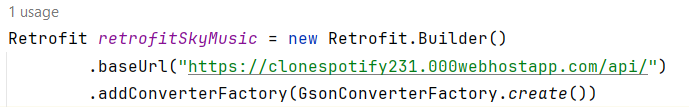 1 usage
Retrofit retrofitSkyMusic = new Retrofit.Builder()
.baseUrl("https://clonespotify231.000webhostapp.com/api/")
.addConverterFactory(GsonConverterFactory.create())